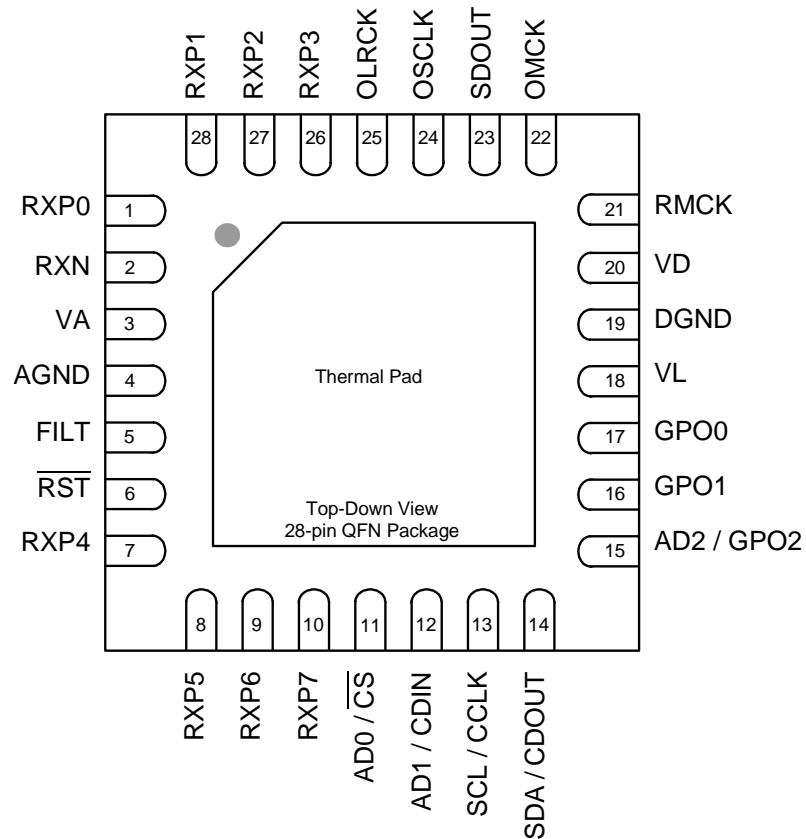 RXP1
RXP2
RXP3
OLRCK
OSCLK
SDOUT
OMCK
28
27
26
25
24
23
22
RXP0
1
21
RMCK
RXN
2
20
VD
VA
3
19
DGND
AGND
4
Thermal Pad
18
VL
FILT
5
17
GPO0
RST
6
16
GPO1
Top-Down View
28-pin QFN Package
RXP4
7
15
AD2 / GPO2
8
9
10
11
12
13
14
RXP5
RXP6
RXP7
AD0 / CS
AD1 / CDIN
SCL / CCLK
SDA / CDOUT